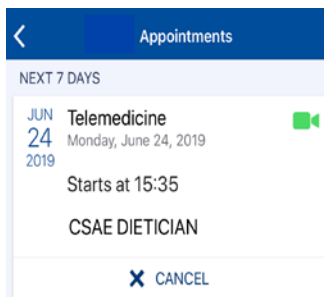 Appointments
NEXT 7 DAYS
JUN
24
2019
Telemedicine
Monday, June 24, 2019
Starts at 15:35
CSAE DIETICIAN
X CANCEL